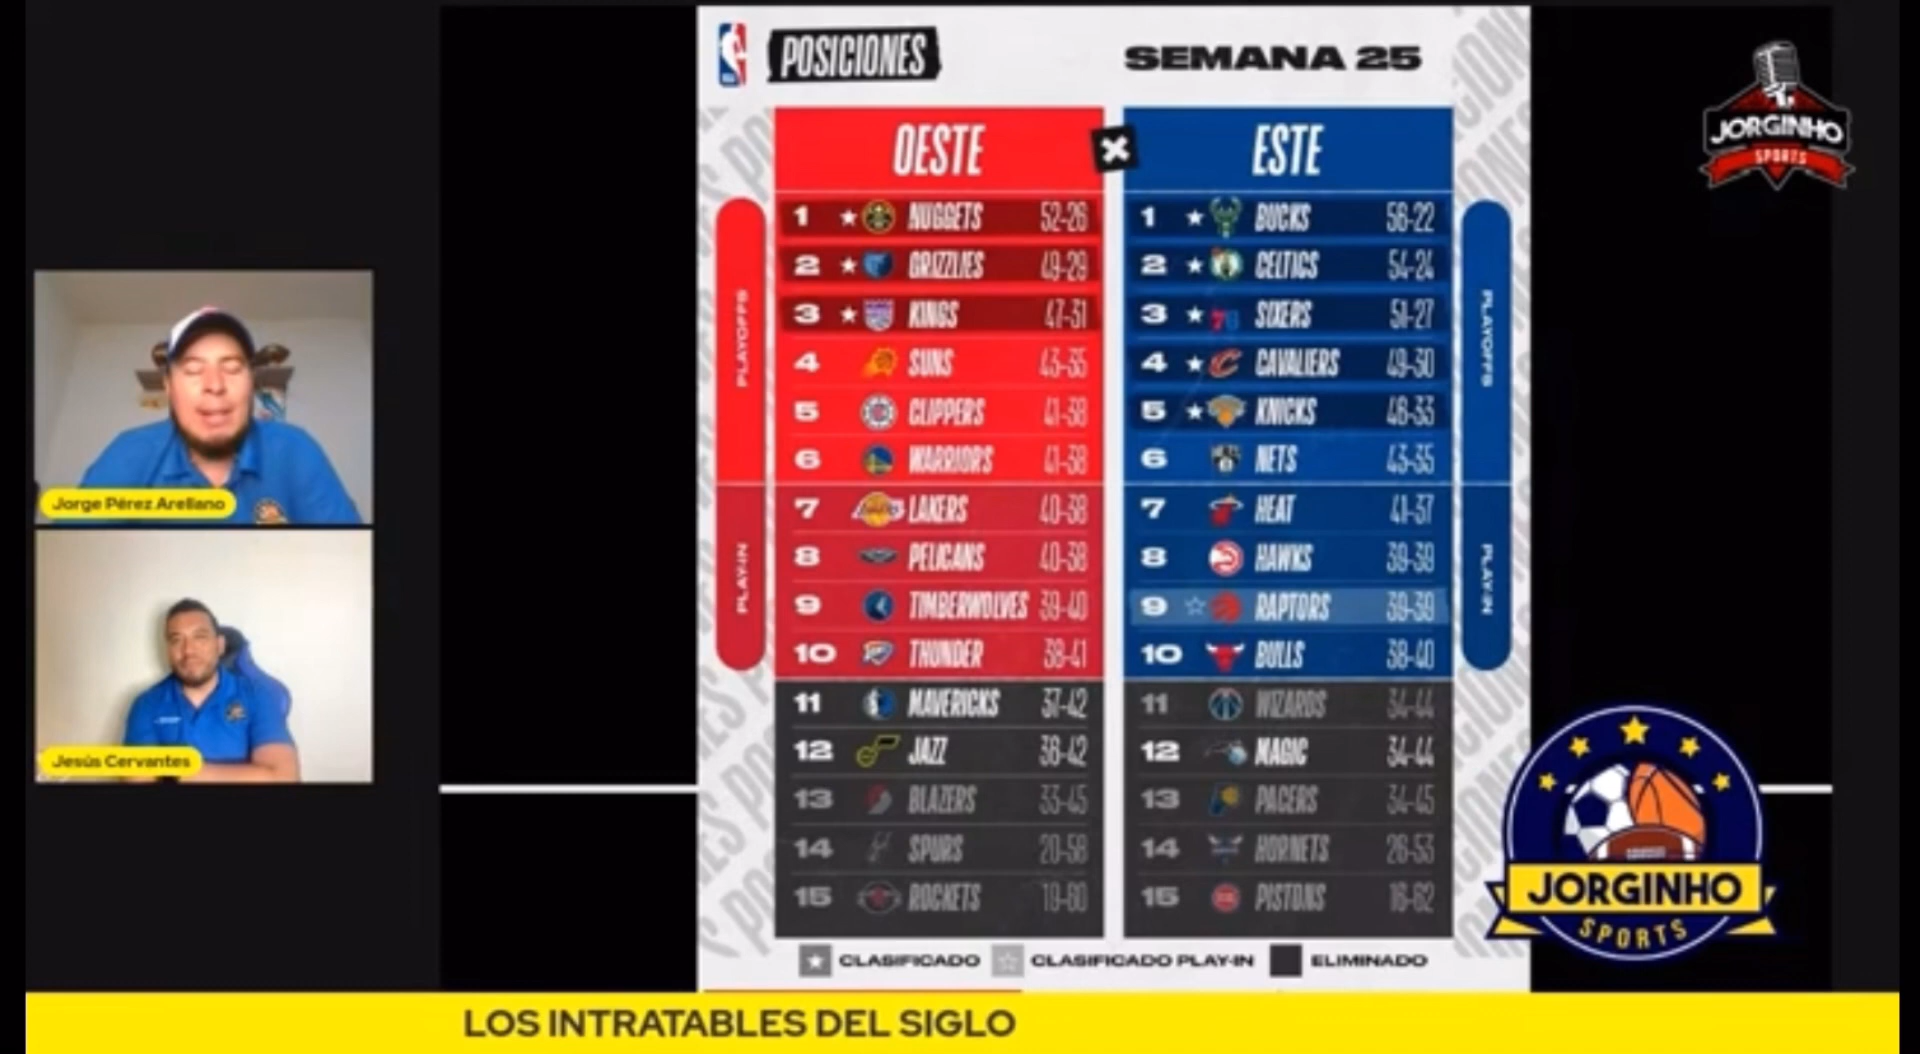 POSICIONES
SEMANA 25
JORGINHO
SPORTS
OESTE
1 NUGGETS 52-26
2 GRIZZLIES 49-29
3 KINGS 47-31
4 SUNS 43-35
5 CLIPPERS 41-38
6 WARRIORS 41-38
7 LAKERS 40-38
8 PELICANS 40-38
9 TIMBERWOLVES 39-40
10 THUNDER 38-41
11 MAVERICKS 37-42
12 JAZZ 36-42
13 BLAZERS 33-45
14 SPURS
15 ROCKETS
PLAYOFFS
PLAY-IN
ESTE
1 BUCKS 56-22
2 CELTICS 54-24
3 SIXERS 51-27
4 CAVALIERS 49-30
5 KNICKS 46-33
6 NETS 43-35
7 HEAT 41-37
8 HAWKS 39-39
9 RAPTORS 39-39
10 BULLS 38-40
11 WIZARDS 34-44
12 MAGIC 34-44
13 PACERS 34-45
14 HORNETS 26-53
15 PISTONS 16-62
PLAYOFFS
PLAY-IN
CLASIFICADO
CLASIFICADO PLAY-IN
ELIMINADO
Jorge Pérez Arellano
Jesús Cervantes
JORGINHO
SPORTS
LOS INTRATABLES DEL SIGLO